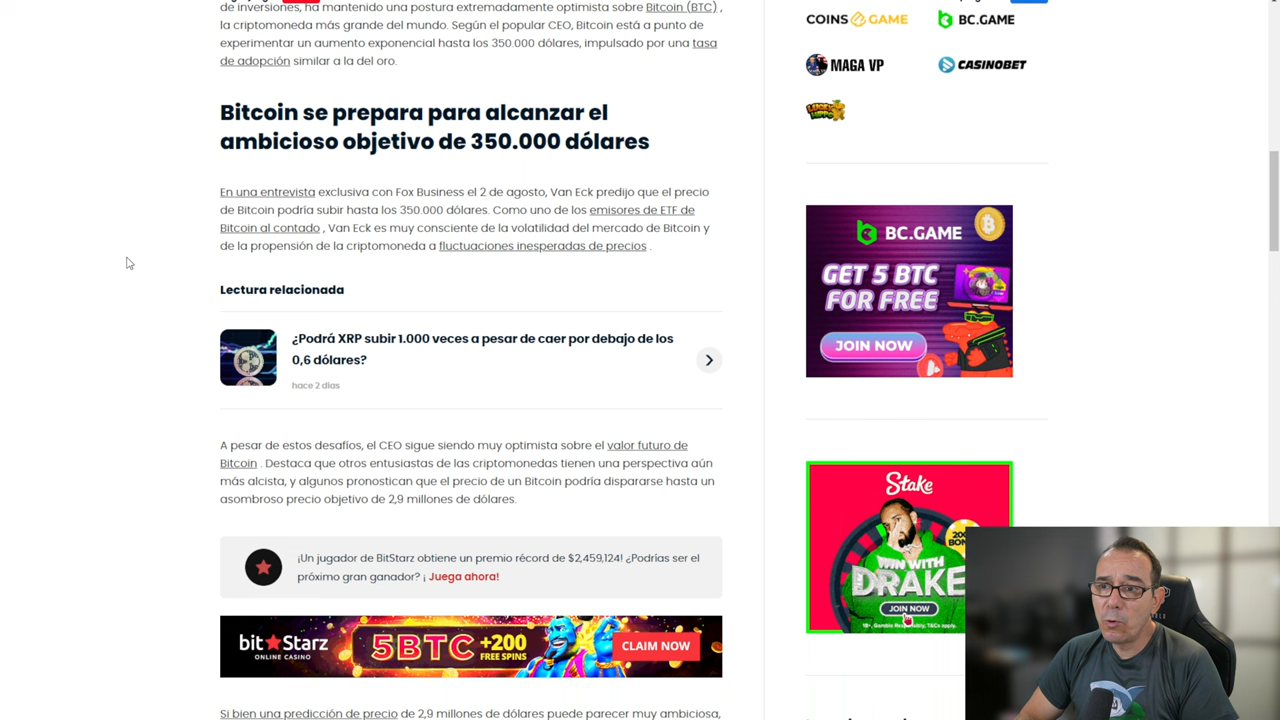 de inversiones, ha mantenido una postura extremadamente optimista sobre Bitcoin (BTC) ,
la criptomoneda más grande del mundo. Según el popular CEO, Bitcoin está a punto de
experimentar un aumento exponencial hasta los 350.000 dólares, impulsado por una tasa
de adopción similar a la del oro.
Bitcoin se prepara para alcanzar el
ambicioso objetivo de 350.000 dólares
En una entrevista exclusiva con Fox Business el 2 de agosto, Van Eck predijo que el precio
de Bitcoin podría subir hasta los 350.000 dólares. Como uno de los emisores de ETF de
Bitcoin al contado , Van Eck es muy consciente de la volatilidad del mercado de Bitcoin y
de la propensión de la criptomoneda a fluctuaciones inesperadas de precios .
Lectura relacionada
¿Podrá XRP subir 1.000 veces a pesar de caer por debajo de los
0,6 dólares?
hace 2 dias
A pesar de estos desafíos, el CEO sigue siendo muy optimista sobre el valor futuro de
Bitcoin . Destaca que otros entusiastas de las criptomonedas tienen una perspectiva aún
más alcista, y algunos pronostican que el precio de un Bitcoin podría dispararse hasta un
asombroso precio objetivo de 2,9 millones de dólares.
¡Un jugador de BitStarz obtiene un premio récord de $2,459,124! ¿Podrías ser el
próximo gran ganador? ¡ Juega ahora!
bit★Starz
ONLINE CASINO
5BTC +200
FREE SPINS
CLAIM NOW
Si bien una predicción de precio de 2,9 millones de dólares puede parecer muy ambiciosa,
COINS GAME
BC.GAME
MAGA VP
CASINOBET
LUCKY
HIPPO
BC.GAME
GET 5 BTC
FOR FREE
JOIN NOW
Stake
200
BON
WIN WITH
DRAKE
JOIN NOW
18+, Gamble Responsibly, T&Cs apply.